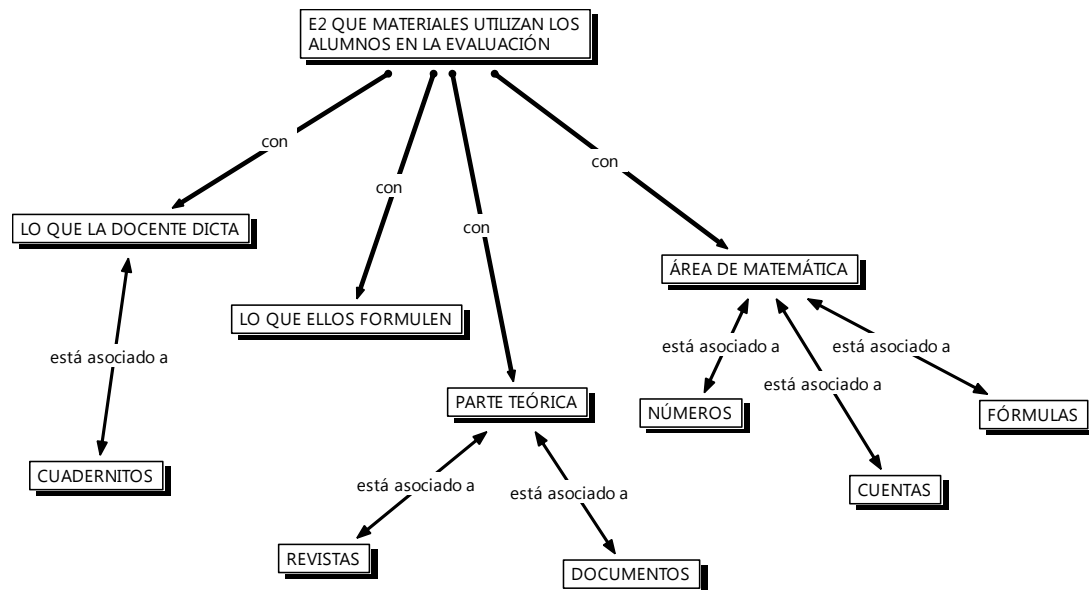 E2 QUE MATERIALES UTILIZAN LOS
ALUMNOS EN LA EVALUACIÓN
con
con
con
con
LO QUE LA DOCENTE DICTA
ÁREA DE MATEMÁTICA
LO QUE ELLOS FORMULEN
está asociado a
está asociado a
está asociado a
está asociado a
PARTE TEÓRICA
NÚMEROS
FÓRMULAS
CUADERNITOS
está asociado a
está asociado a
CUENTAS
REVISTAS
DOCUMENTOS